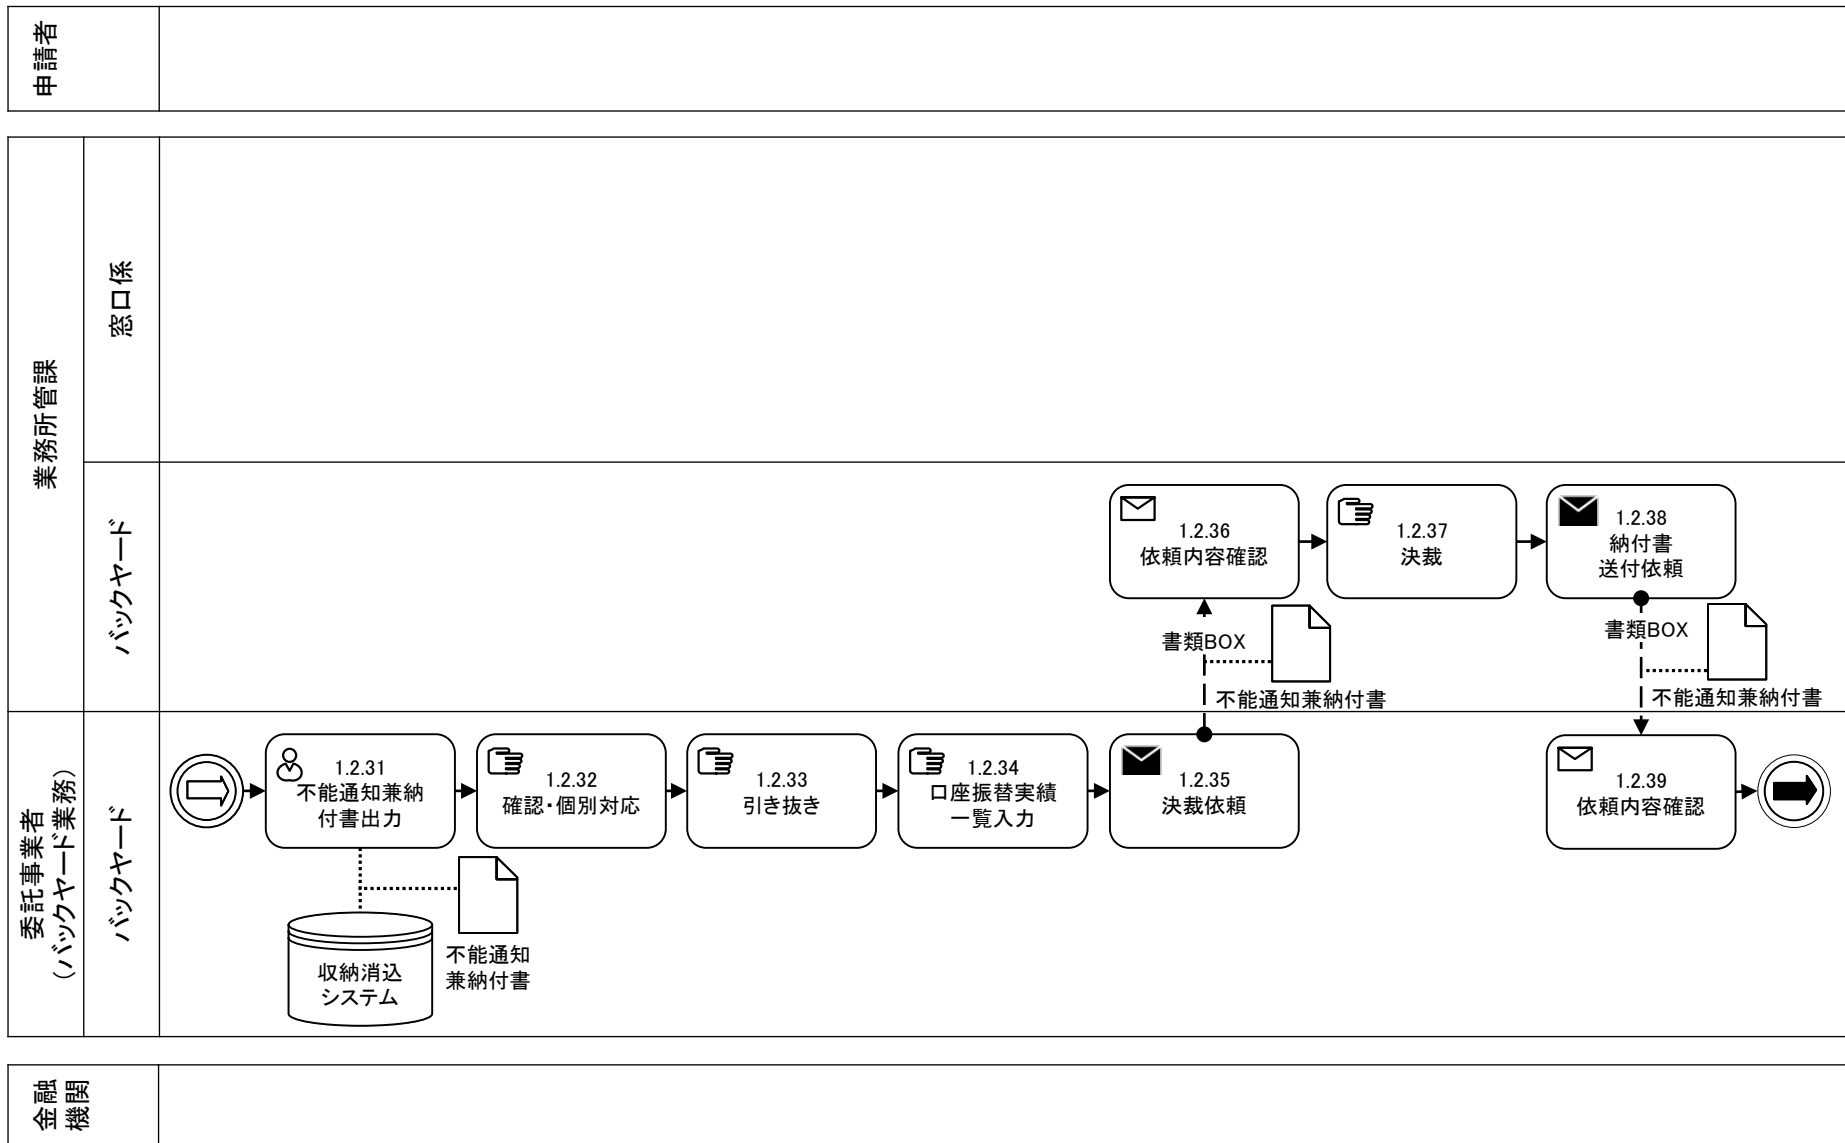 申請者
業務所管課
窓口係
バックヤード
1.2.36
依頼内容確認
1.2.37
決裁
1.2.38
納付書
送付依頼
書類BOX
不能通知兼納付書
書類BOX
不能通知兼納付書
委託事業者
（バックヤード業務）
バックヤード
1.2.31
不能通知兼納
付書出力
1.2.32
確認・個別対応
1.2.33
引き抜き
1.2.34
口座振替実績
一覧入力
1.2.35
決裁依頼
1.2.39
依頼内容確認
収納消込
システム
不能通知
兼納付書
金融
機関